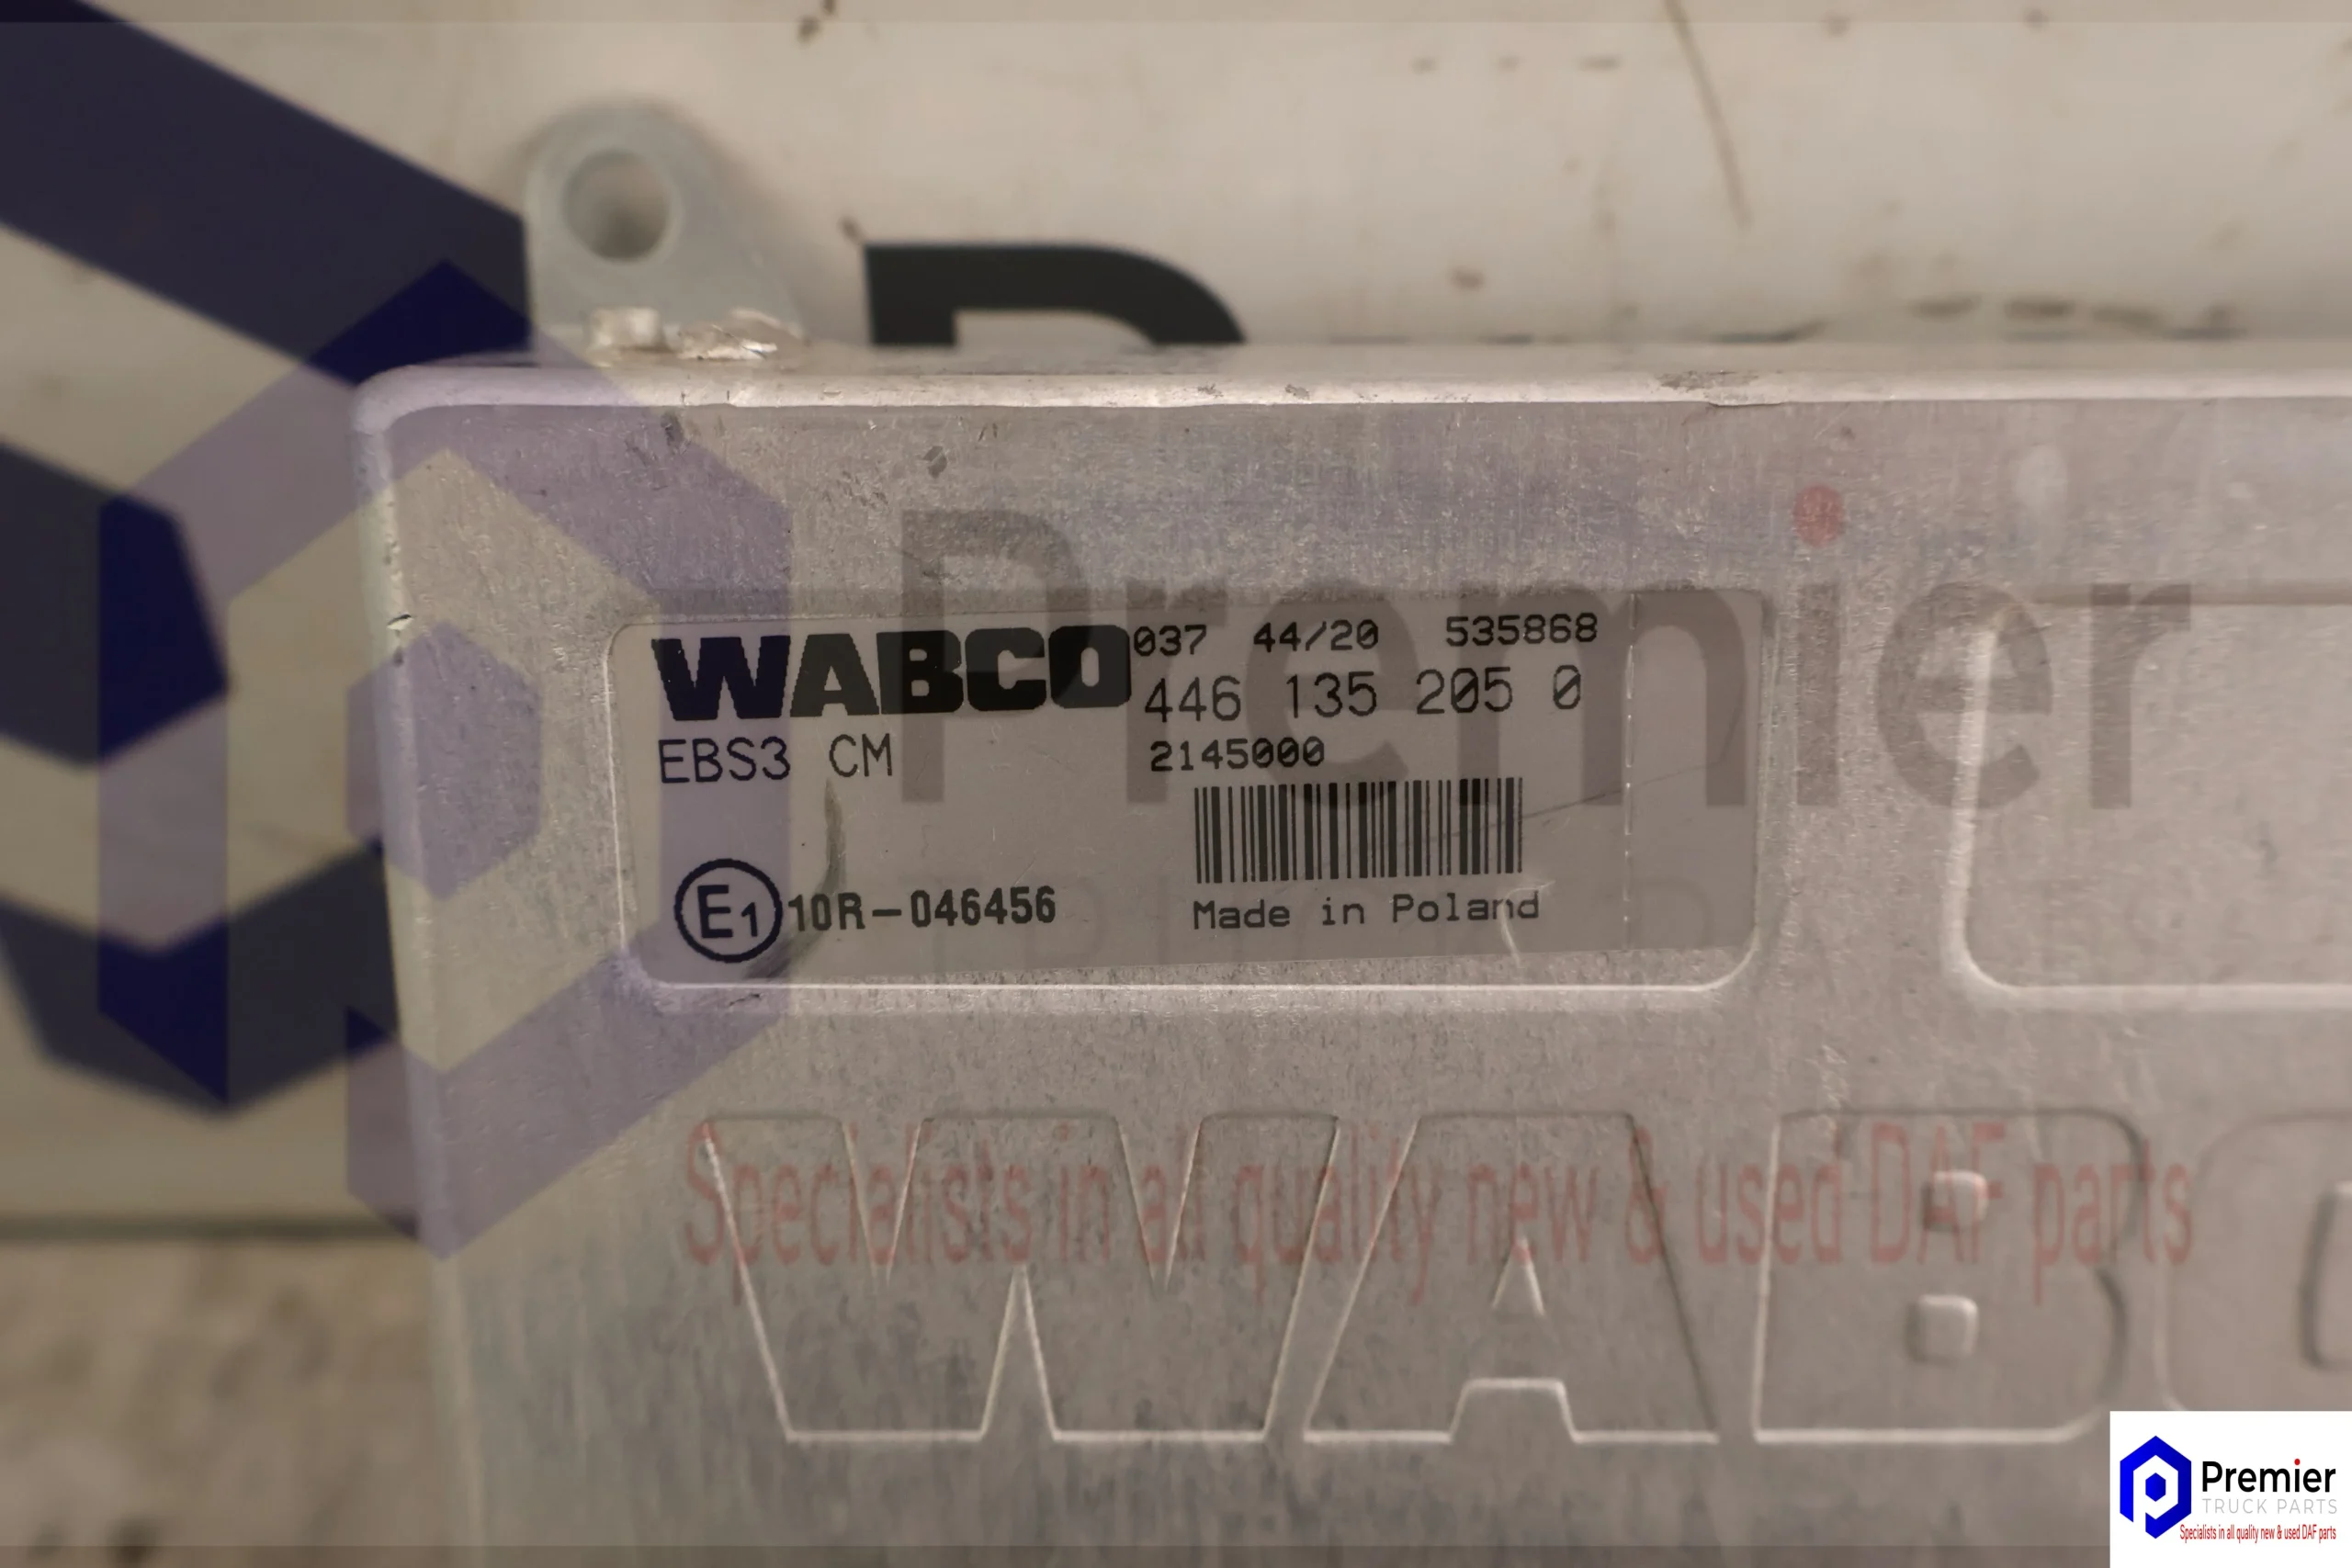 WABCO 037 44/20 535868
446 135 205 0
EBS3 CM 2145000
E1 10R-046456
Made in Poland
Premier
Specialists in all quality new & used DAF parts
WABC
Premier
TRUCK PARTS
Specialists in all quality new & used DAF parts